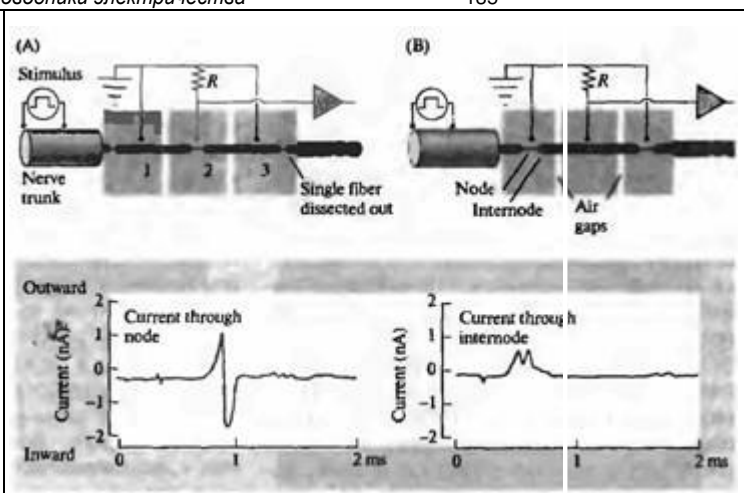 оводники электричества
(A)
Stimulus
R
1 2 3
Nerve
trunk
Single fiber
dissected out
(B)
R
Node
Internode
Air
gaps
Outward
2
1
0
−1
−2
Current (nA)
Current through
node
Inward
0 1 2 ms
2
1
0
−1
−2
Current (nA)
Current through
internode
0 1 2 ms